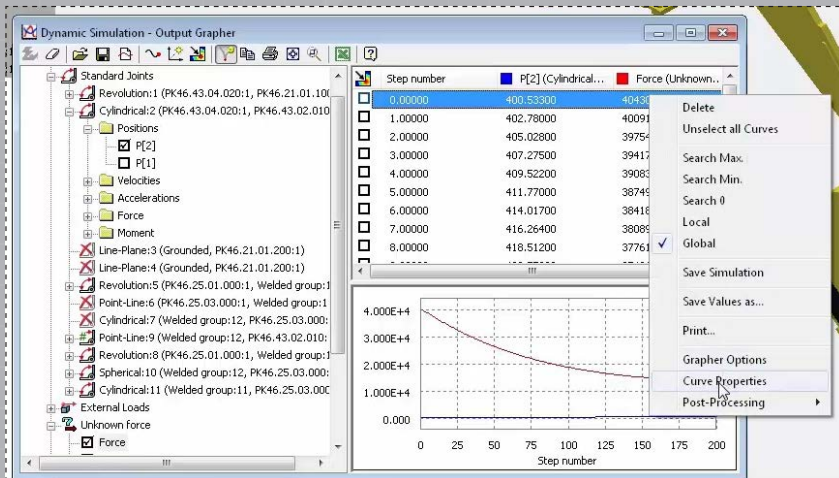 Dynamic Simulation - Output Grapher
Standard Joints
Revolution:1 (PK46.43.04.020:1, PK46.21.01.100
Cylindrical:2 (PK46.43.04.020:1, PK46.43.02.010
Positions
P[2]
P[1]
Velocities
Accelerations
Force
Moment
Line-Plane:3 (Grounded, PK46.21.01.200:1)
Line-Plane:4 (Grounded, PK46.21.01.200:1)
Revolution:5 (PK46.25.01.000:1, Welded group:1
Point-Line:6 (PK46.25.03.000:1, Welded group:1
Cylindrical:7 (Welded group:12, PK46.25.03.000:
Point-Line:9 (Welded group:12, PK46.43.02.010:
Revolution:8 (PK46.25.01.000:1, Welded group:1
Spherical:10 (Welded group:12, PK46.25.03.000:
Cylindrical:11 (Welded group:11, PK46.25.03.000
External Loads
Unknown force
Force
Step number P[2] (Cylindrical... Force (Unknown...
0.00000 400.53300 40430
1.00000 402.78000 40091
2.00000 405.02800 39754
3.00000 407.27500 39417
4.00000 409.52200 39083
5.00000 411.77000 38749
6.00000 414.01700 38418
7.00000 416.26400 38089
8.00000 418.51200 37761
4.000E+4
3.000E+4
2.000E+4
1.000E+4
0.000
0 25 50 75 100 125 150 175 200
Step number
Delete
Unselect all Curves
Search Max.
Search Min.
Search 0
Local
Global
Save Simulation
Save Values as...
Print...
Grapher Options
Curve Properties
Post-Processing